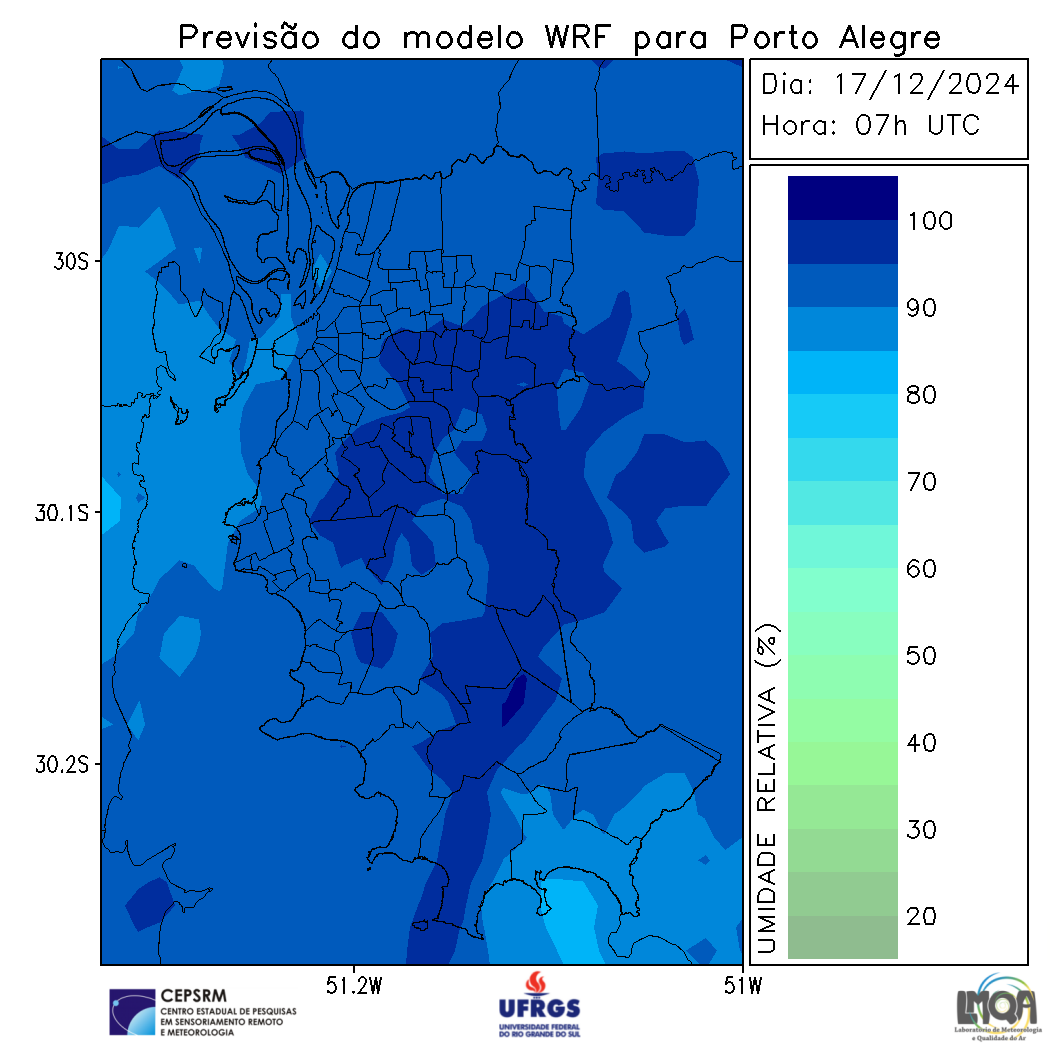 Previsão do modelo WRF para Porto Alegre
Dia: 17/12/2024
Hora: 07h UTC
100
90
80
70
60
50
40
30
20
UMIDADE RELATIVA (%)
30S
30.1S
30.2S
51.2W
51W
CEPSRM
CENTRO ESTADUAL DE PESQUISAS
EM SENSORIAMENTO REMOTO
E METEOROLOGIA
UFRGS
UNIVERSIDADE FEDERAL
DO RIO GRANDE DO SUL
LMQA
Laboratório de Meteorologia
e Qualidade do Ar